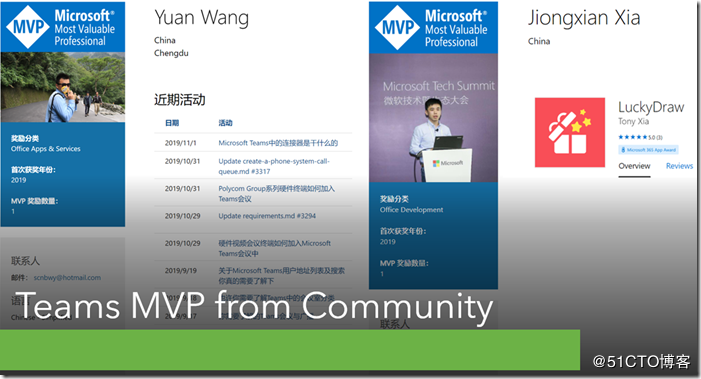 MVP
Microsoft®
Most Valuable
Professional
奖励分类
Office Apps & Services
首次获奖年份:
2019
MVP 奖励数量:
1
联系人
邮件: scnbwy@hotmail.com
Yuan Wang
China
Chengdu
近期活动
日期 活动
2019/11/1 Microsoft Teams中的连接器是干什么的
2019/10/31 Update create-a-phone-system-call-
queue.md #3317
2019/10/31 Polycom Group系列硬件终端如何加入
Teams会议
2019/10/29 Update requirements.md #3294
2019/10/29 硬件视频会议终端如何加入Microsoft
Teams会议中
2019/9/19 关于Microsoft Teams用户地址列表及搜索
你真的需要了解下
MVP
Microsoft®
Most Valuable
Professional
Microsoft Tech Summit
微软技术暨生态大会
Microsoft
奖励分类
Office Development
首次获奖年份:
2019
MVP 奖励数量:
1
联系人
Jiongxian Xia
China
LuckyDraw
Tony Xia
★★★★★ 5.0 (3)
Microsoft 365 App Award
Overview Reviews
Teams MVP from Community
@51CTO博客